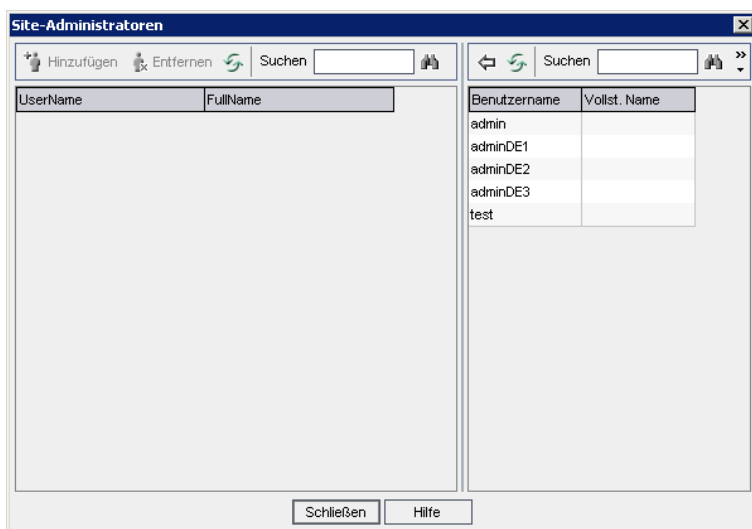 Site-Administratoren
Hinzufügen Entfernen Suchen
Suchen
UserName FullName
Benutzername Vollst. Name
admin
adminDE1
adminDE2
adminDE3
test
Schließen Hilfe